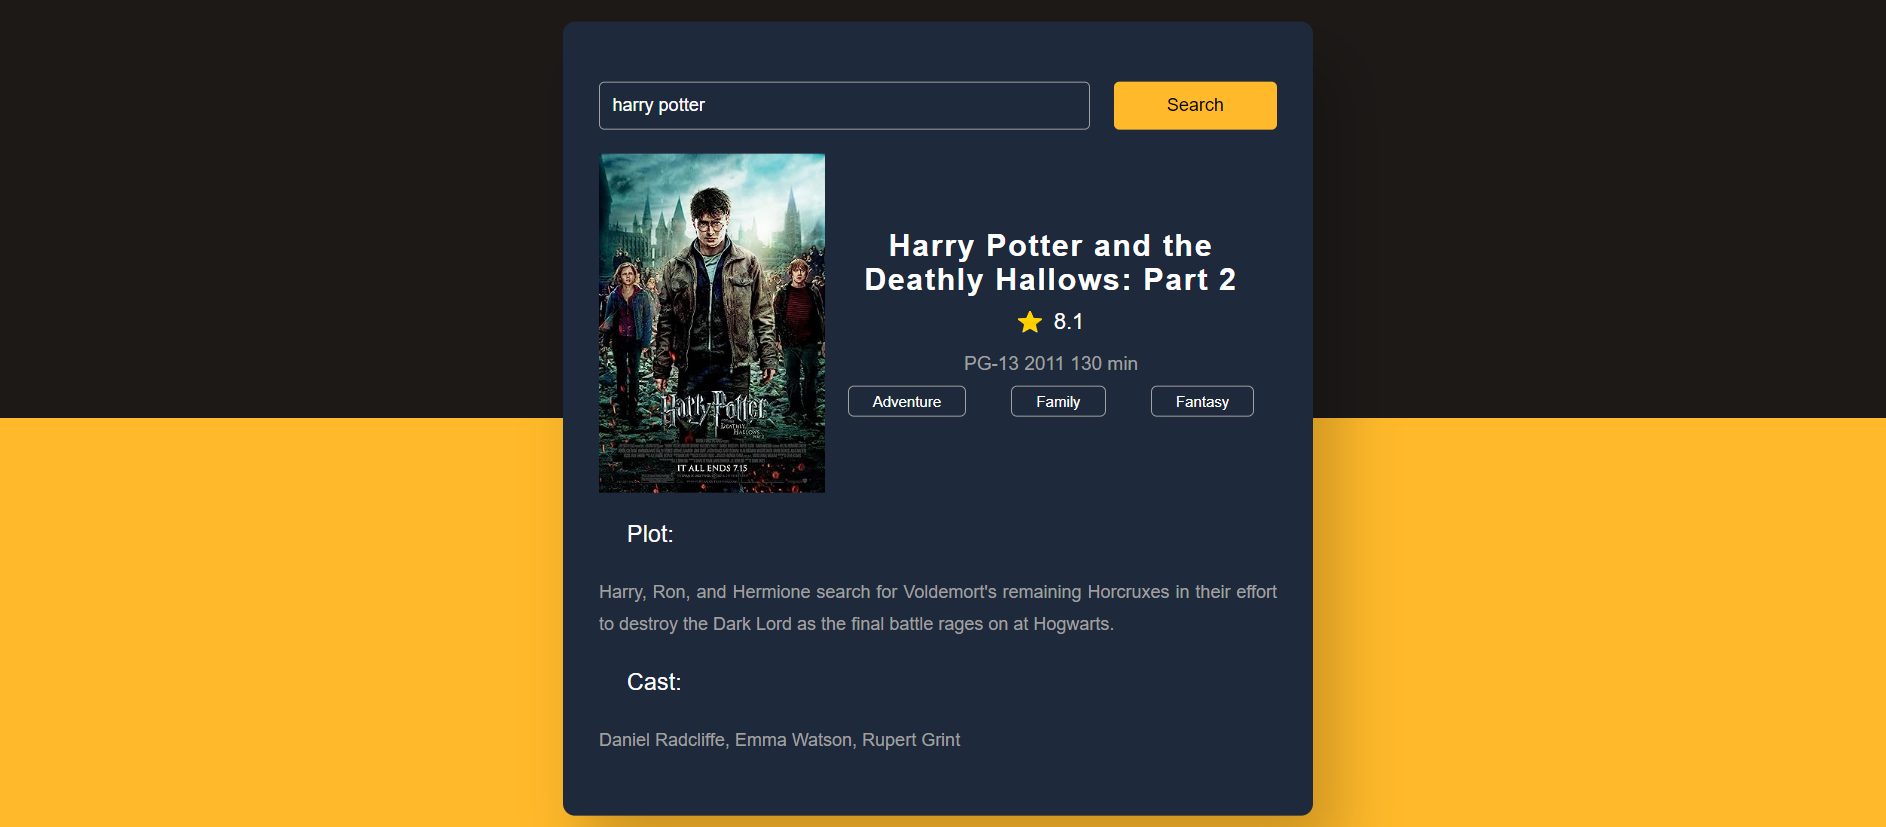 harry potter
Search
Harry Potter and the
Deathly Hallows: Part 2
8.1
PG-13 2011 130 min
Adventure
Family
Fantasy
Harry Potter
AND THE
DEATHLY
HALLOWS
IT ALL ENDS 7.15
Plot:
Harry, Ron, and Hermione search for Voldemort's remaining Horcruxes in their effort
to destroy the Dark Lord as the final battle rages on at Hogwarts.
Cast:
Daniel Radcliffe, Emma Watson, Rupert Grint